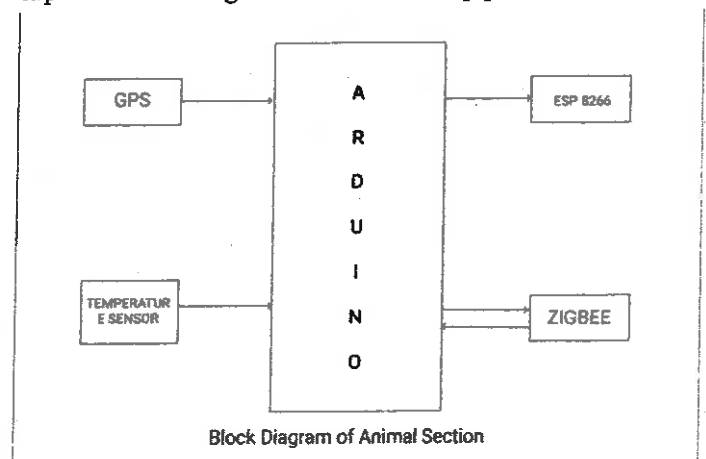 GPS
A
R
D
U
I
N
O
ESP 8266
TEMPERATUR
E SENSOR
ZIGBEE
Block Diagram of Animal Section